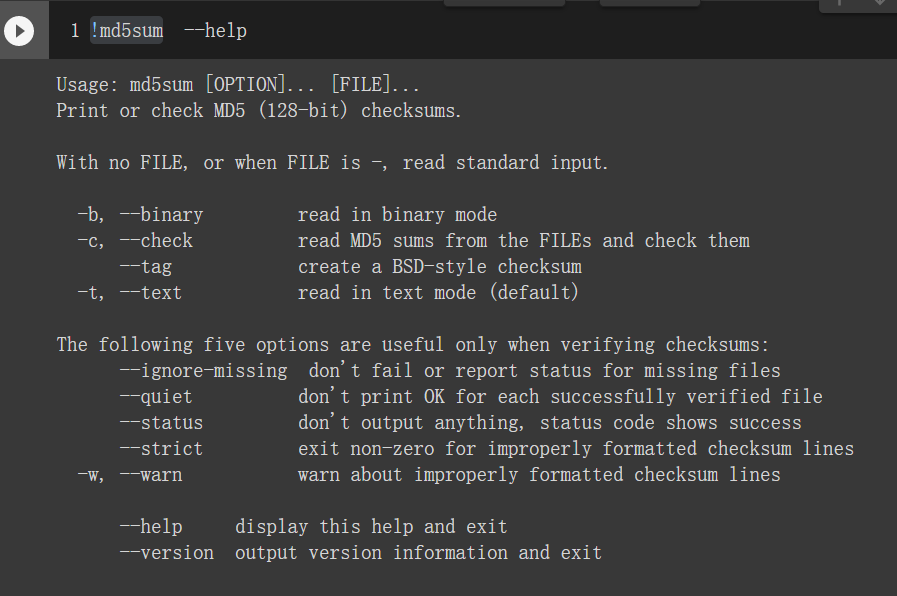 1 !md5sum --help
Usage: md5sum [OPTION]... [FILE]...
Print or check MD5 (128-bit) checksums.
With no FILE, or when FILE is -, read standard input.
-b, --binary read in binary mode
-c, --check read MD5 sums from the FILEs and check them
--tag create a BSD-style checksum
-t, --text read in text mode (default)
The following five options are useful only when verifying checksums:
--ignore-missing don't fail or report status for missing files
--quiet don't print OK for each successfully verified file
--status don't output anything, status code shows success
--strict exit non-zero for improperly formatted checksum lines
-w, --warn warn about improperly formatted checksum lines
--help display this help and exit
--version output version information and exit